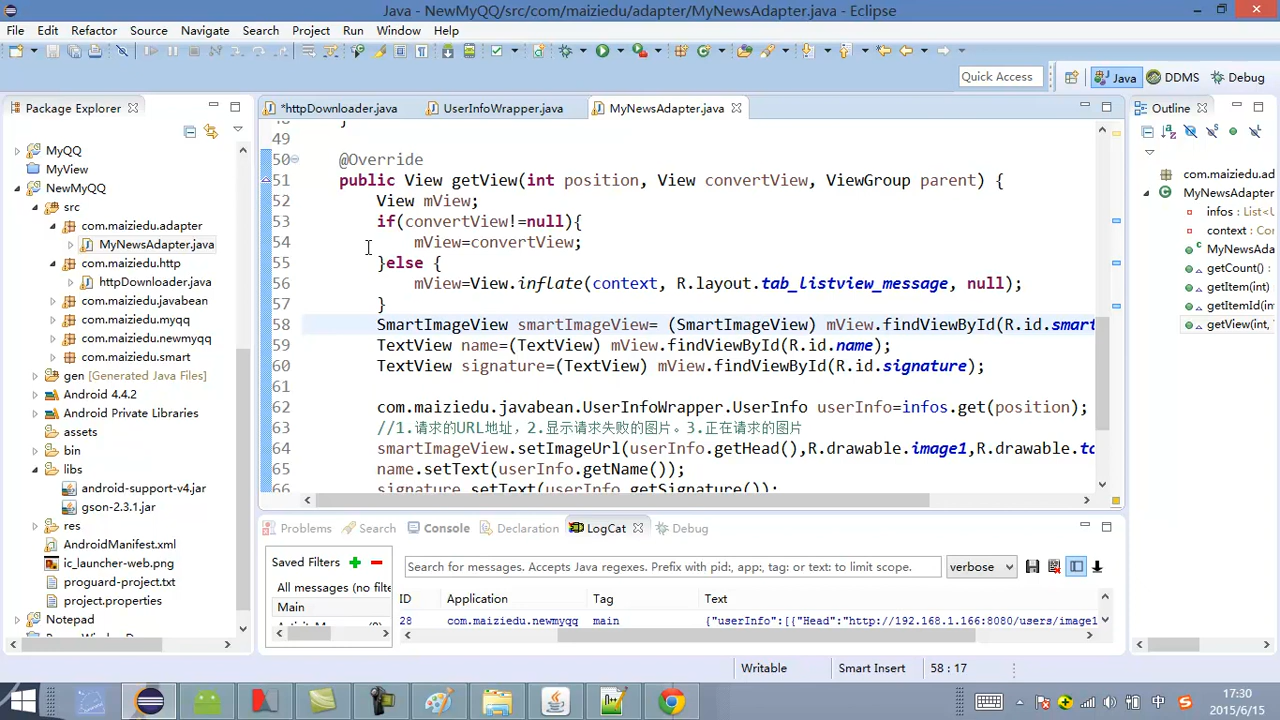 Java - NewMyQQ/src/com/maiziedu/adapter/MyNewsAdapter.java - Eclipse
File Edit Refactor Source Navigate Search Project Run Window Help
Quick Access
Java
DDMS
Debug
Package Explorer
MyQQ
MyView
NewMyQQ
src
com.maiziedu.adapter
MyNewsAdapter.java
com.maiziedu.http
httpDownloader.java
com.maiziedu.javabean
com.maiziedu.myqq
com.maiziedu.newmyqq
com.maiziedu.smart
gen [Generated Java Files]
Android 4.4.2
Android Private Libraries
assets
bin
libs
android-support-v4.jar
gson-2.3.1.jar
res
AndroidManifest.xml
ic_launcher-web.png
proguard-project.txt
project.properties
Notepad
*httpDownloader.java
UserInfoWrapper.java
MyNewsAdapter.java
49
50 @Override
51 public View getView(int position, View convertView, ViewGroup parent) {
52 View mView;
53 if(convertView!=null){
54 mView=convertView;
55 }else {
56 mView=View.inflate(context, R.layout.tab_listview_message, null);
57 }
58 SmartImageView smartImageView= (SmartImageView) mView.findViewById(R.id.smart
59 TextView name=(TextView) mView.findViewById(R.id.name);
60 TextView signature=(TextView) mView.findViewById(R.id.signature);
61
62 com.maiziedu.javabean.UserInfoWrapper.UserInfo userInfo=infos.get(position);
63 //1.请求的URL地址，2.显示请求失败的图片。3.正在请求的图片
64 smartImageView.setImageUrl(userInfo.getHead(),R.drawable.image1,R.drawable.to
65 name.setText(userInfo.getName());
66 signature.setText(userInfo.getSignature());
Outline
com.maiziedu.ad
MyNewsAdapter
infos : List<U
context : Con
MyNewsAd
getCount() :
getItem(int)
getItemId(in
getView(int,
Problems Search Console Declaration LogCat Debug
Saved Filters
All messages (no filte
Main
Search for messages. Accepts Java regexes. Prefix with pid:, app:, tag: or text: to limit scope.
verbose
ID Application Tag Text
28 com.maiziedu.newmyqq main {"userInfo":[{"Head":"http://192.168.1.166:8080/users/image1
Writable
Smart Insert
58 : 17
中
17:30
2015/6/15